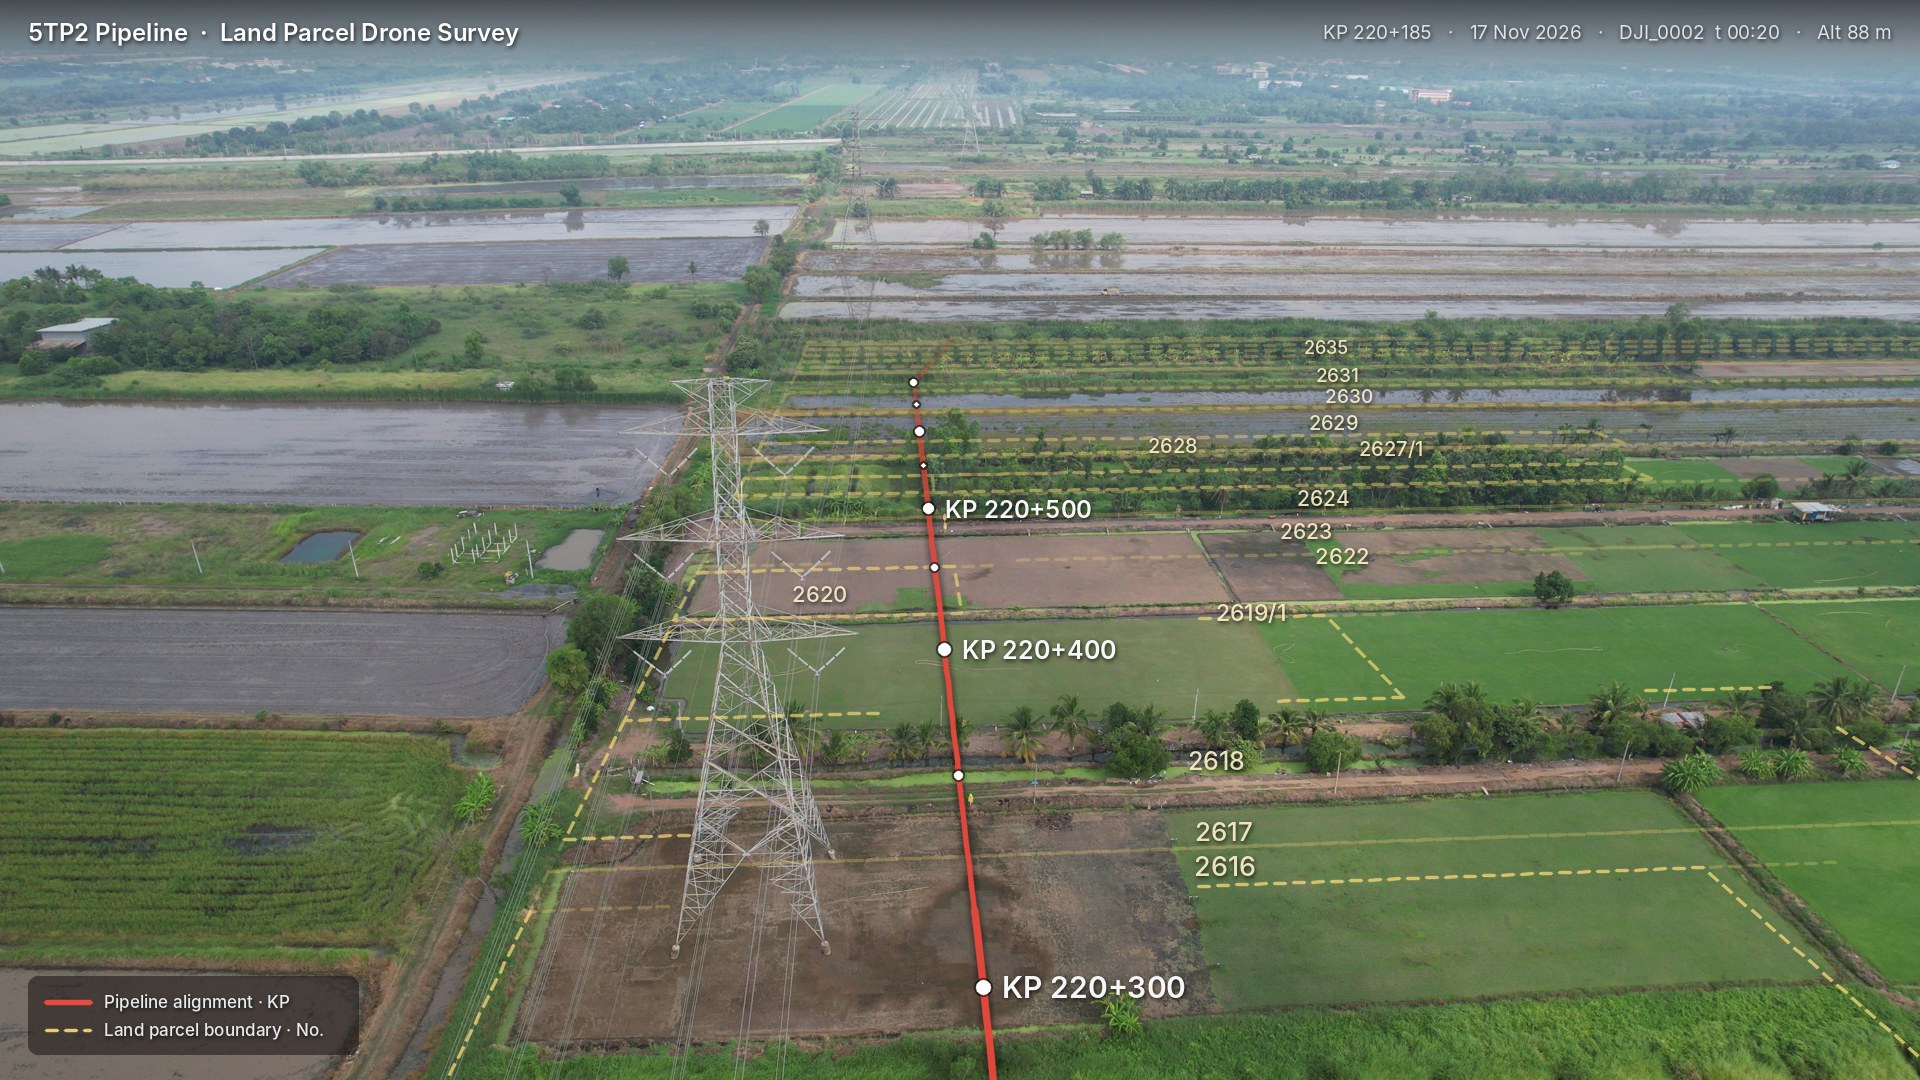 5TP2 Pipeline · Land Parcel Drone Survey
KP 220+185 · 17 Nov 2026 · DJI_0002 t 00:20 · Alt 88 m
2635
2631
2630
2629
2628
2627/1
2624
KP 220+500
2623
2622
2620
2619/1
KP 220+400
2618
2617
2616
KP 220+300
Pipeline alignment · KP
Land parcel boundary · No.